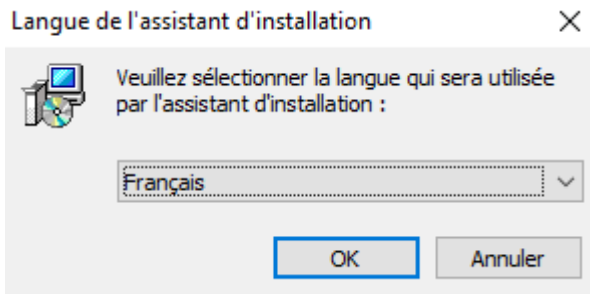 Langue de l'assistant d'installation
Veuillez sélectionner la langue qui sera utilisée
par l'assistant d'installation :
Français
OK Annuler